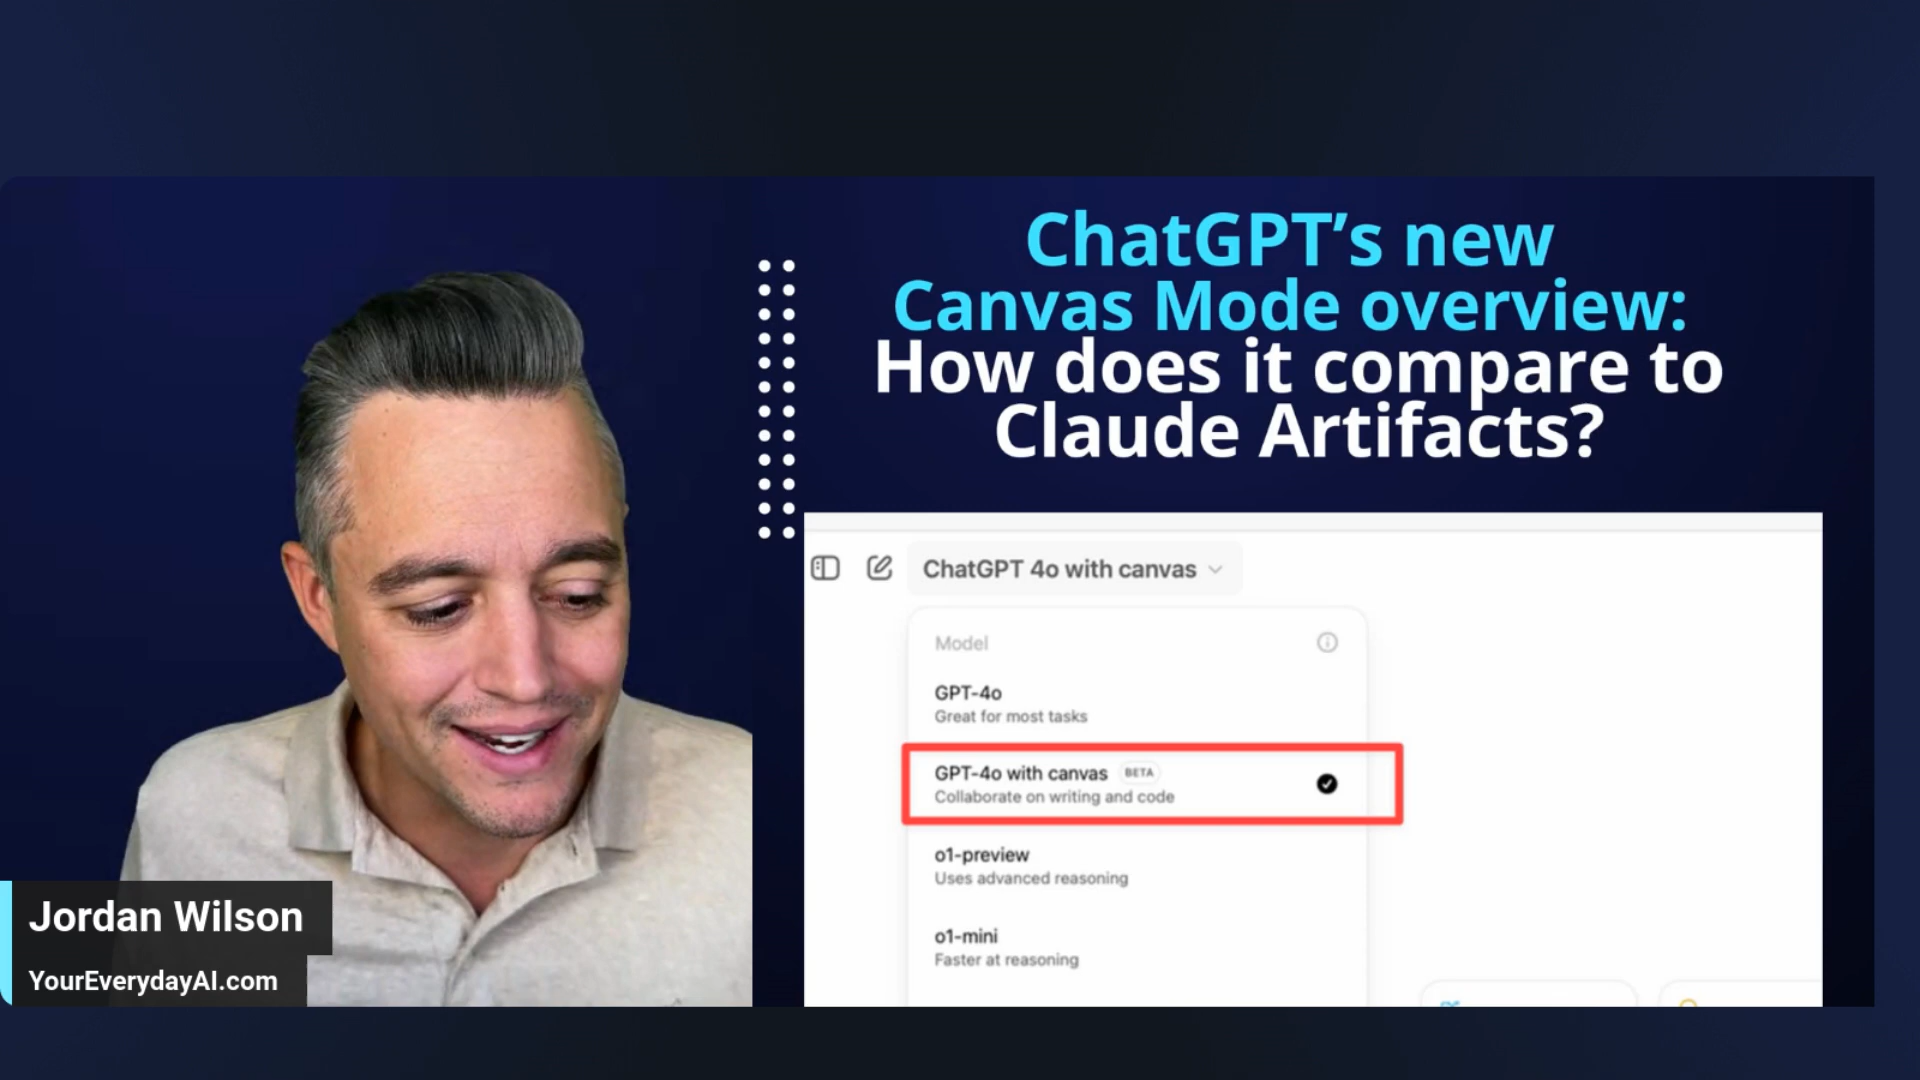 ChatGPT’s new
Canvas Mode overview:
How does it compare to
Claude Artifacts?
ChatGPT 4o with canvas
Model
GPT-4o
Great for most tasks
GPT-4o with canvas BETA
Collaborate on writing and code
o1-preview
Uses advanced reasoning
o1-mini
Faster at reasoning
Jordan Wilson
YourEverydayAI.com